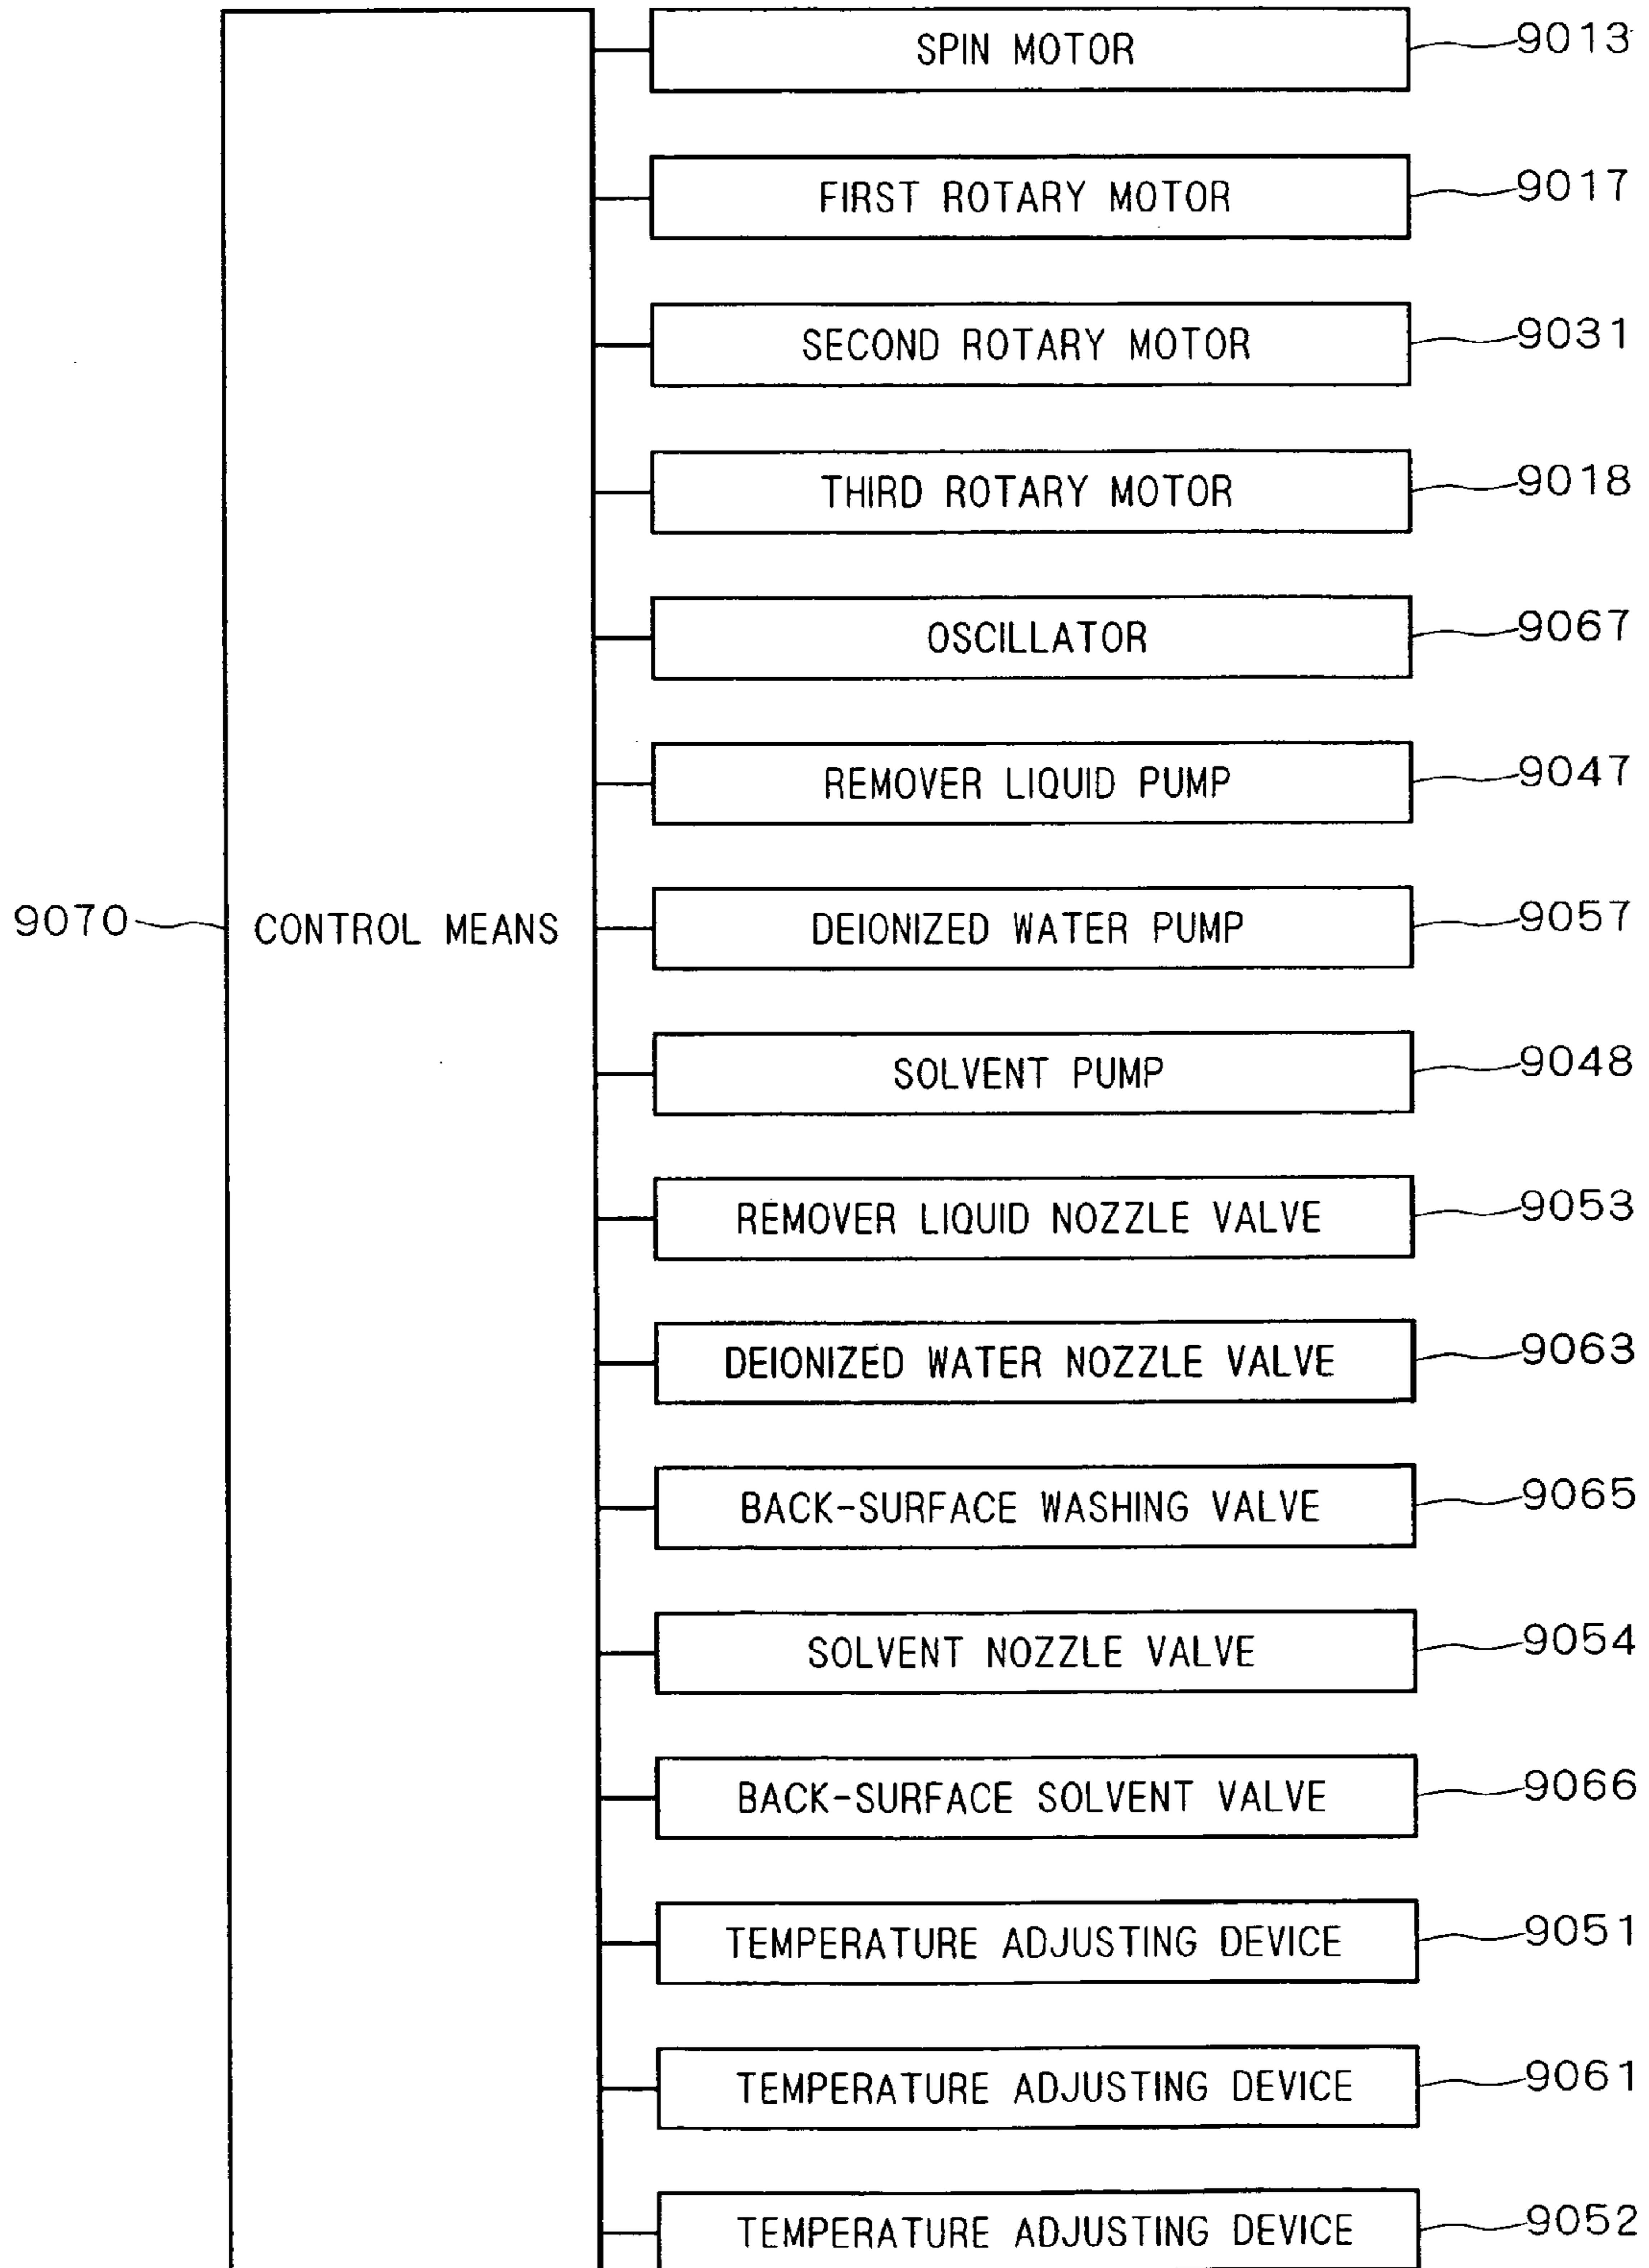 SPIN MOTOR 9013
FIRST ROTARY MOTOR 9017
SECOND ROTARY MOTOR 9031
THIRD ROTARY MOTOR 9018
OSCILLATOR 9067
REMOVER LIQUID PUMP 9047
9070 CONTROL MEANS DEIONIZED WATER PUMP 9057
SOLVENT PUMP 9048
REMOVER LIQUID NOZZLE VALVE 9053
DEIONIZED WATER NOZZLE VALVE 9063
BACK-SURFACE WASHING VALVE 9065
SOLVENT NOZZLE VALVE 9054
BACK-SURFACE SOLVENT VALVE 9066
TEMPERATURE ADJUSTING DEVICE 9051
TEMPERATURE ADJUSTING DEVICE 9061
TEMPERATURE ADJUSTING DEVICE 9052